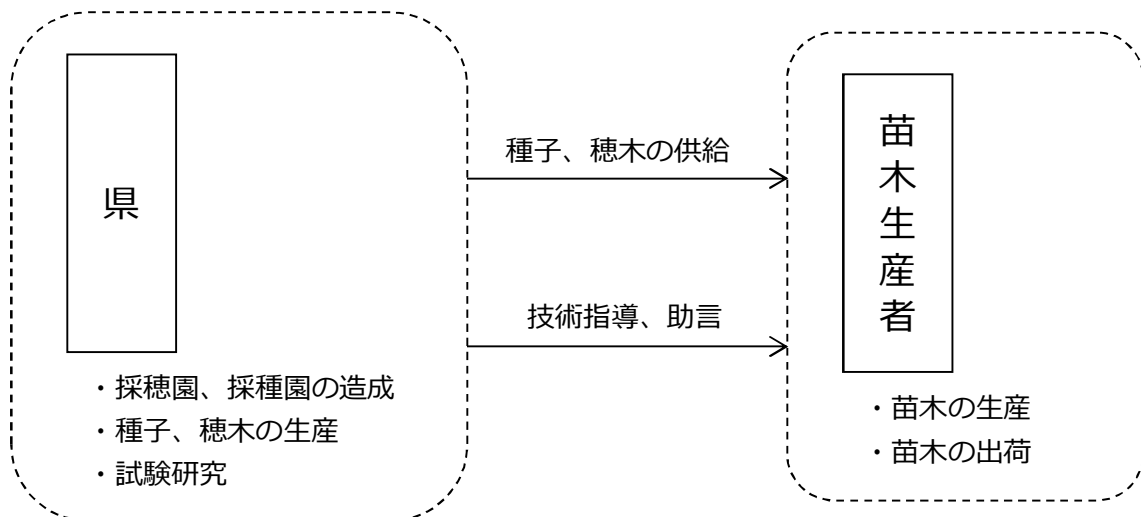 県
・採穂園、採種園の造成
・種子、穂木の生産
・試験研究
種子、穂木の供給
技術指導、助言
苗木生産者
・苗木の生産
・苗木の出荷